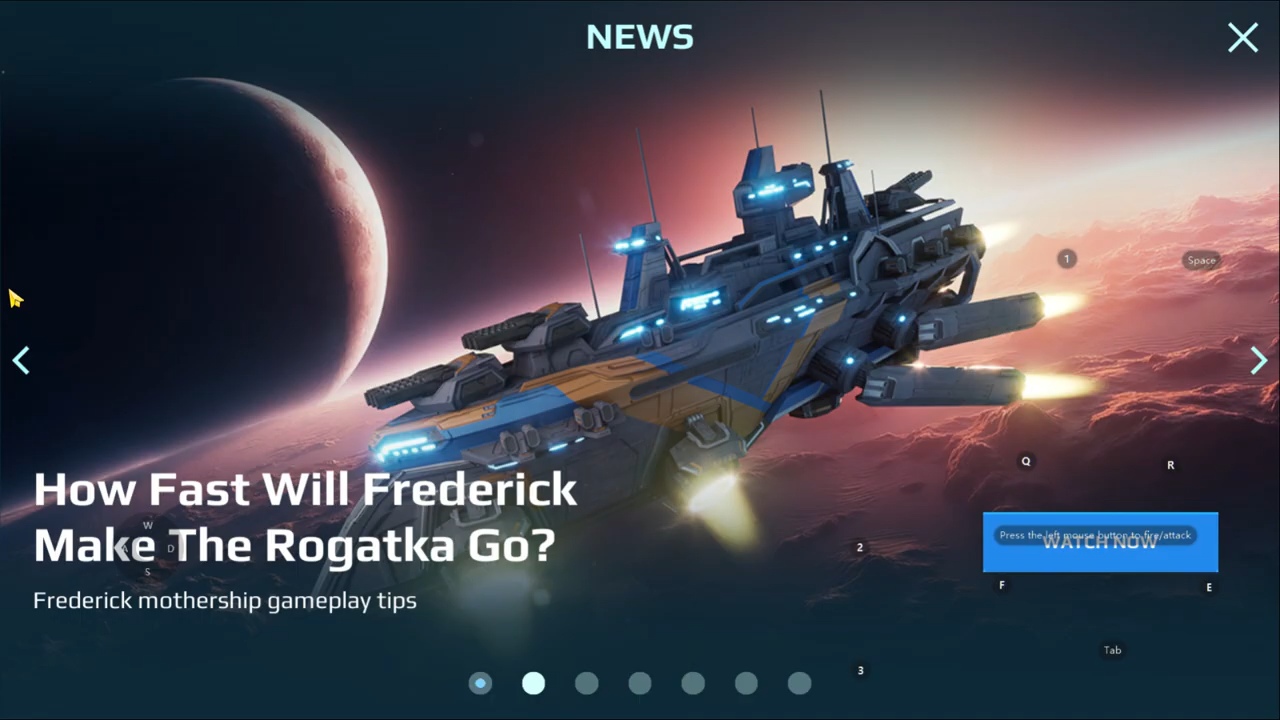 NEWS
1
Space
How Fast Will Frederick
Make The Rogatka Go?
Frederick mothership gameplay tips
W
D
S
Q
R
Press the left mouse button to fire/attack
WATCH NOW
2
F
E
Tab
3